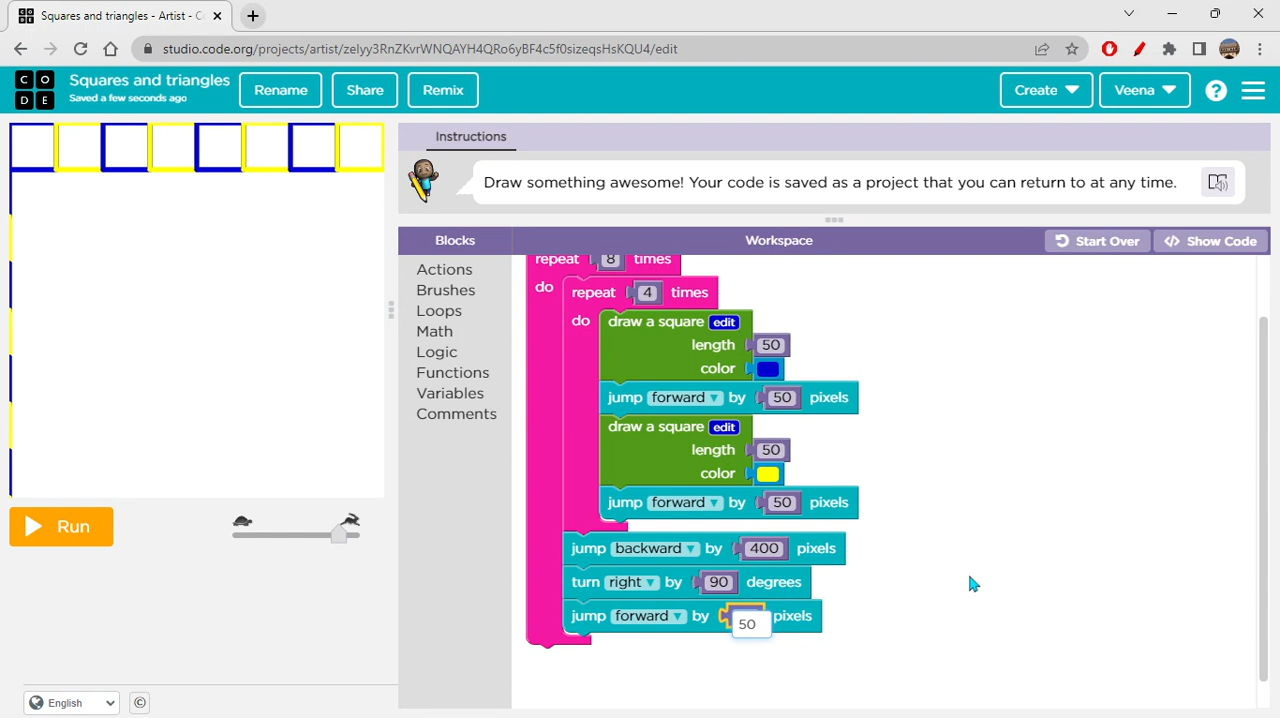 Squares and triangles - Artist - Co
studio.code.org/projects/artist/zelyy3RnZKvrWNQAYH4QRo6yBF4c5f0sizeqsHsKQU4/edit
C O
D E
Squares and triangles
Saved a few seconds ago
Rename
Share
Remix
Create
Veena
?
Instructions
Draw something awesome! Your code is saved as a project that you can return to at any time.
Blocks
Workspace
Start Over
</> Show Code
Actions
Brushes
Loops
Math
Logic
Functions
Variables
Comments
repeat 8 times
do
repeat 4 times
do
draw a square edit
length 50
color
jump forward by 50 pixels
draw a square edit
length 50
color
jump forward by 50 pixels
jump backward by 400 pixels
turn right by 90 degrees
jump forward by 50 pixels
Run
English
©